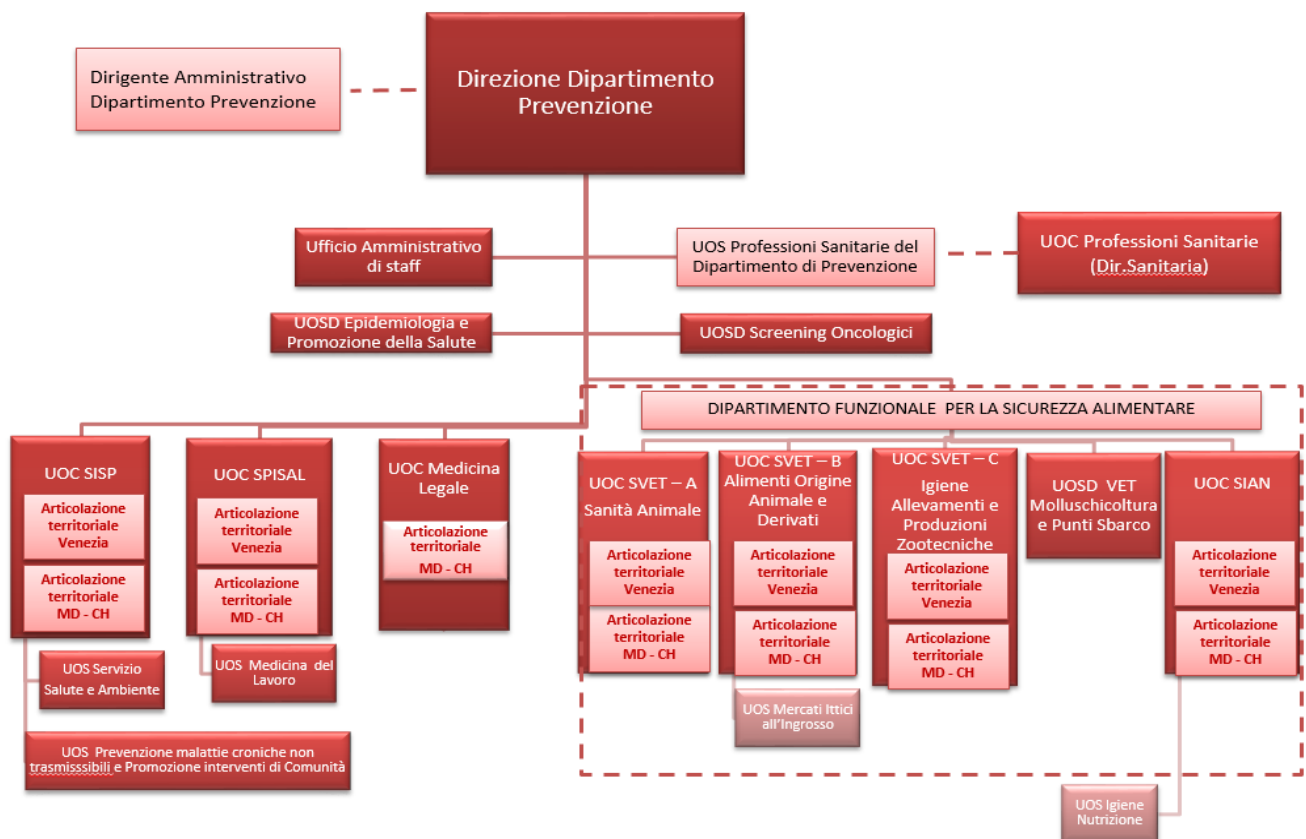 Dirigente Amministrativo
Dipartimento Prevenzione
Direzione Dipartimento
Prevenzione
Ufficio Amministrativo
di staff
UOS Professioni Sanitarie del
Dipartimento di Prevenzione
UOC Professioni Sanitarie
(Dir.Sanitaria)
UOSD Epidemiologia e
Promozione della Salute
UOSD Screening Oncologici
DIPARTIMENTO FUNZIONALE PER LA SICUREZZA ALIMENTARE
UOC SISP
Articolazione
territoriale
Venezia
Articolazione
territoriale
MD - CH
UOS Servizio
Salute e Ambiente
UOS Prevenzione malattie croniche non
trasmisssibili e Promozione interventi di Comunità
UOC SPISAL
Articolazione
territoriale
Venezia
Articolazione
territoriale
MD - CH
UOS Medicina del
Lavoro
UOC Medicina
Legale
Articolazione
territoriale
MD - CH
UOC SVET – A
Sanità Animale
Articolazione
territoriale
Venezia
Articolazione
territoriale
MD - CH
UOC SVET – B
Alimenti Origine
Animale e
Derivati
Articolazione
territoriale
Venezia
Articolazione
territoriale
MD - CH
UOS Mercati Ittici
all'Ingrosso
UOC SVET – C
Igiene
Allevamenti e
Produzioni
Zootecniche
Articolazione
territoriale
Venezia
Articolazione
territoriale
MD - CH
UOSD VET
Molluschicoltura
e Punti Sbarco
UOC SIAN
Articolazione
territoriale
Venezia
Articolazione
territoriale
MD - CH
UOS Igiene
Nutrizione